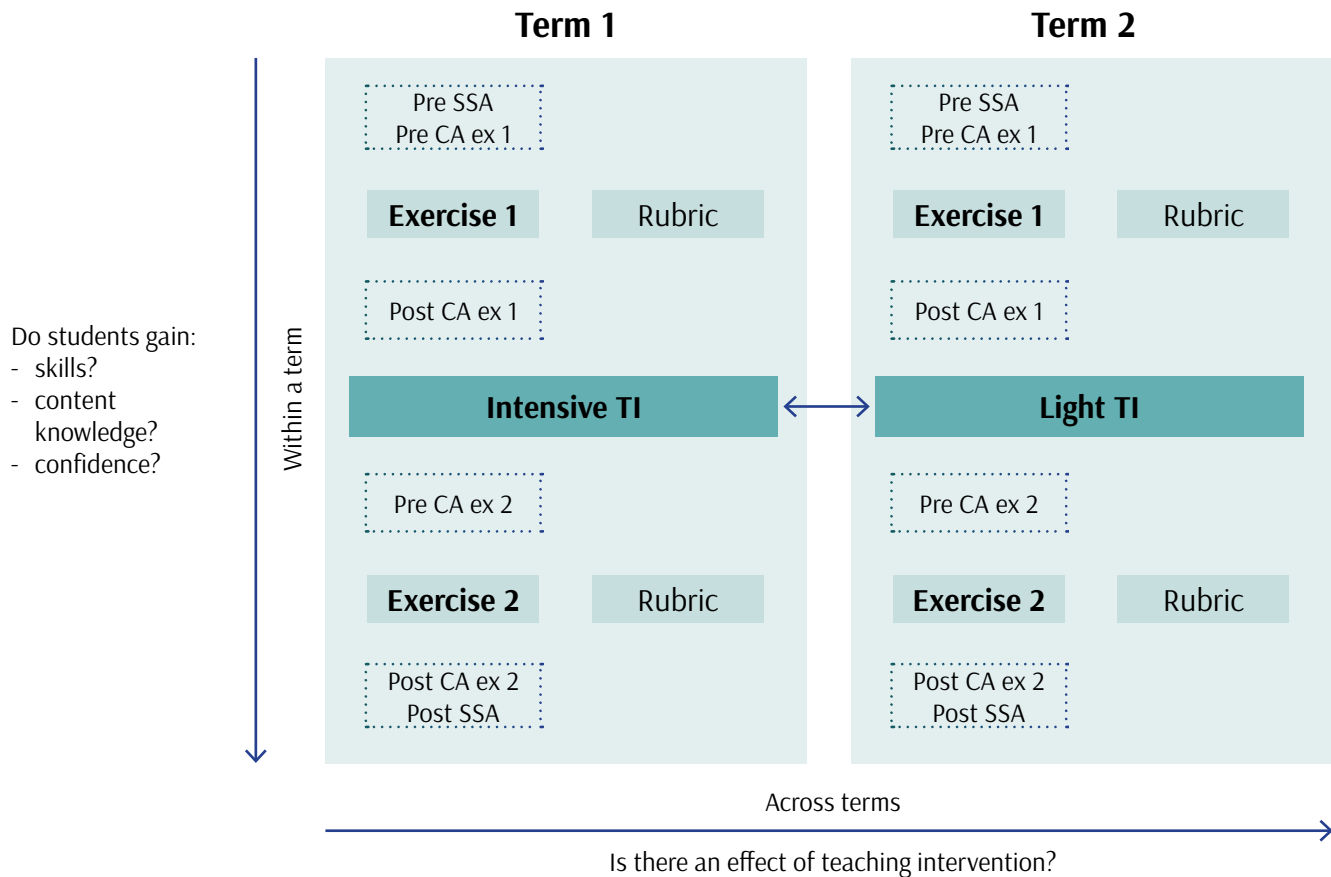 Term 1
Term 2
Pre SSA
Pre CA ex 1
Pre SSA
Pre CA ex 1
Exercise 1
Rubric
Exercise 1
Rubric
Post CA ex 1
Post CA ex 1
Do students gain:
- skills?
- content
knowledge?
- confidence?
Within a term
Intensive TI
Light TI
Pre CA ex 2
Pre CA ex 2
Exercise 2
Rubric
Exercise 2
Rubric
Post CA ex 2
Post SSA
Post CA ex 2
Post SSA
Across terms
Is there an effect of teaching intervention?